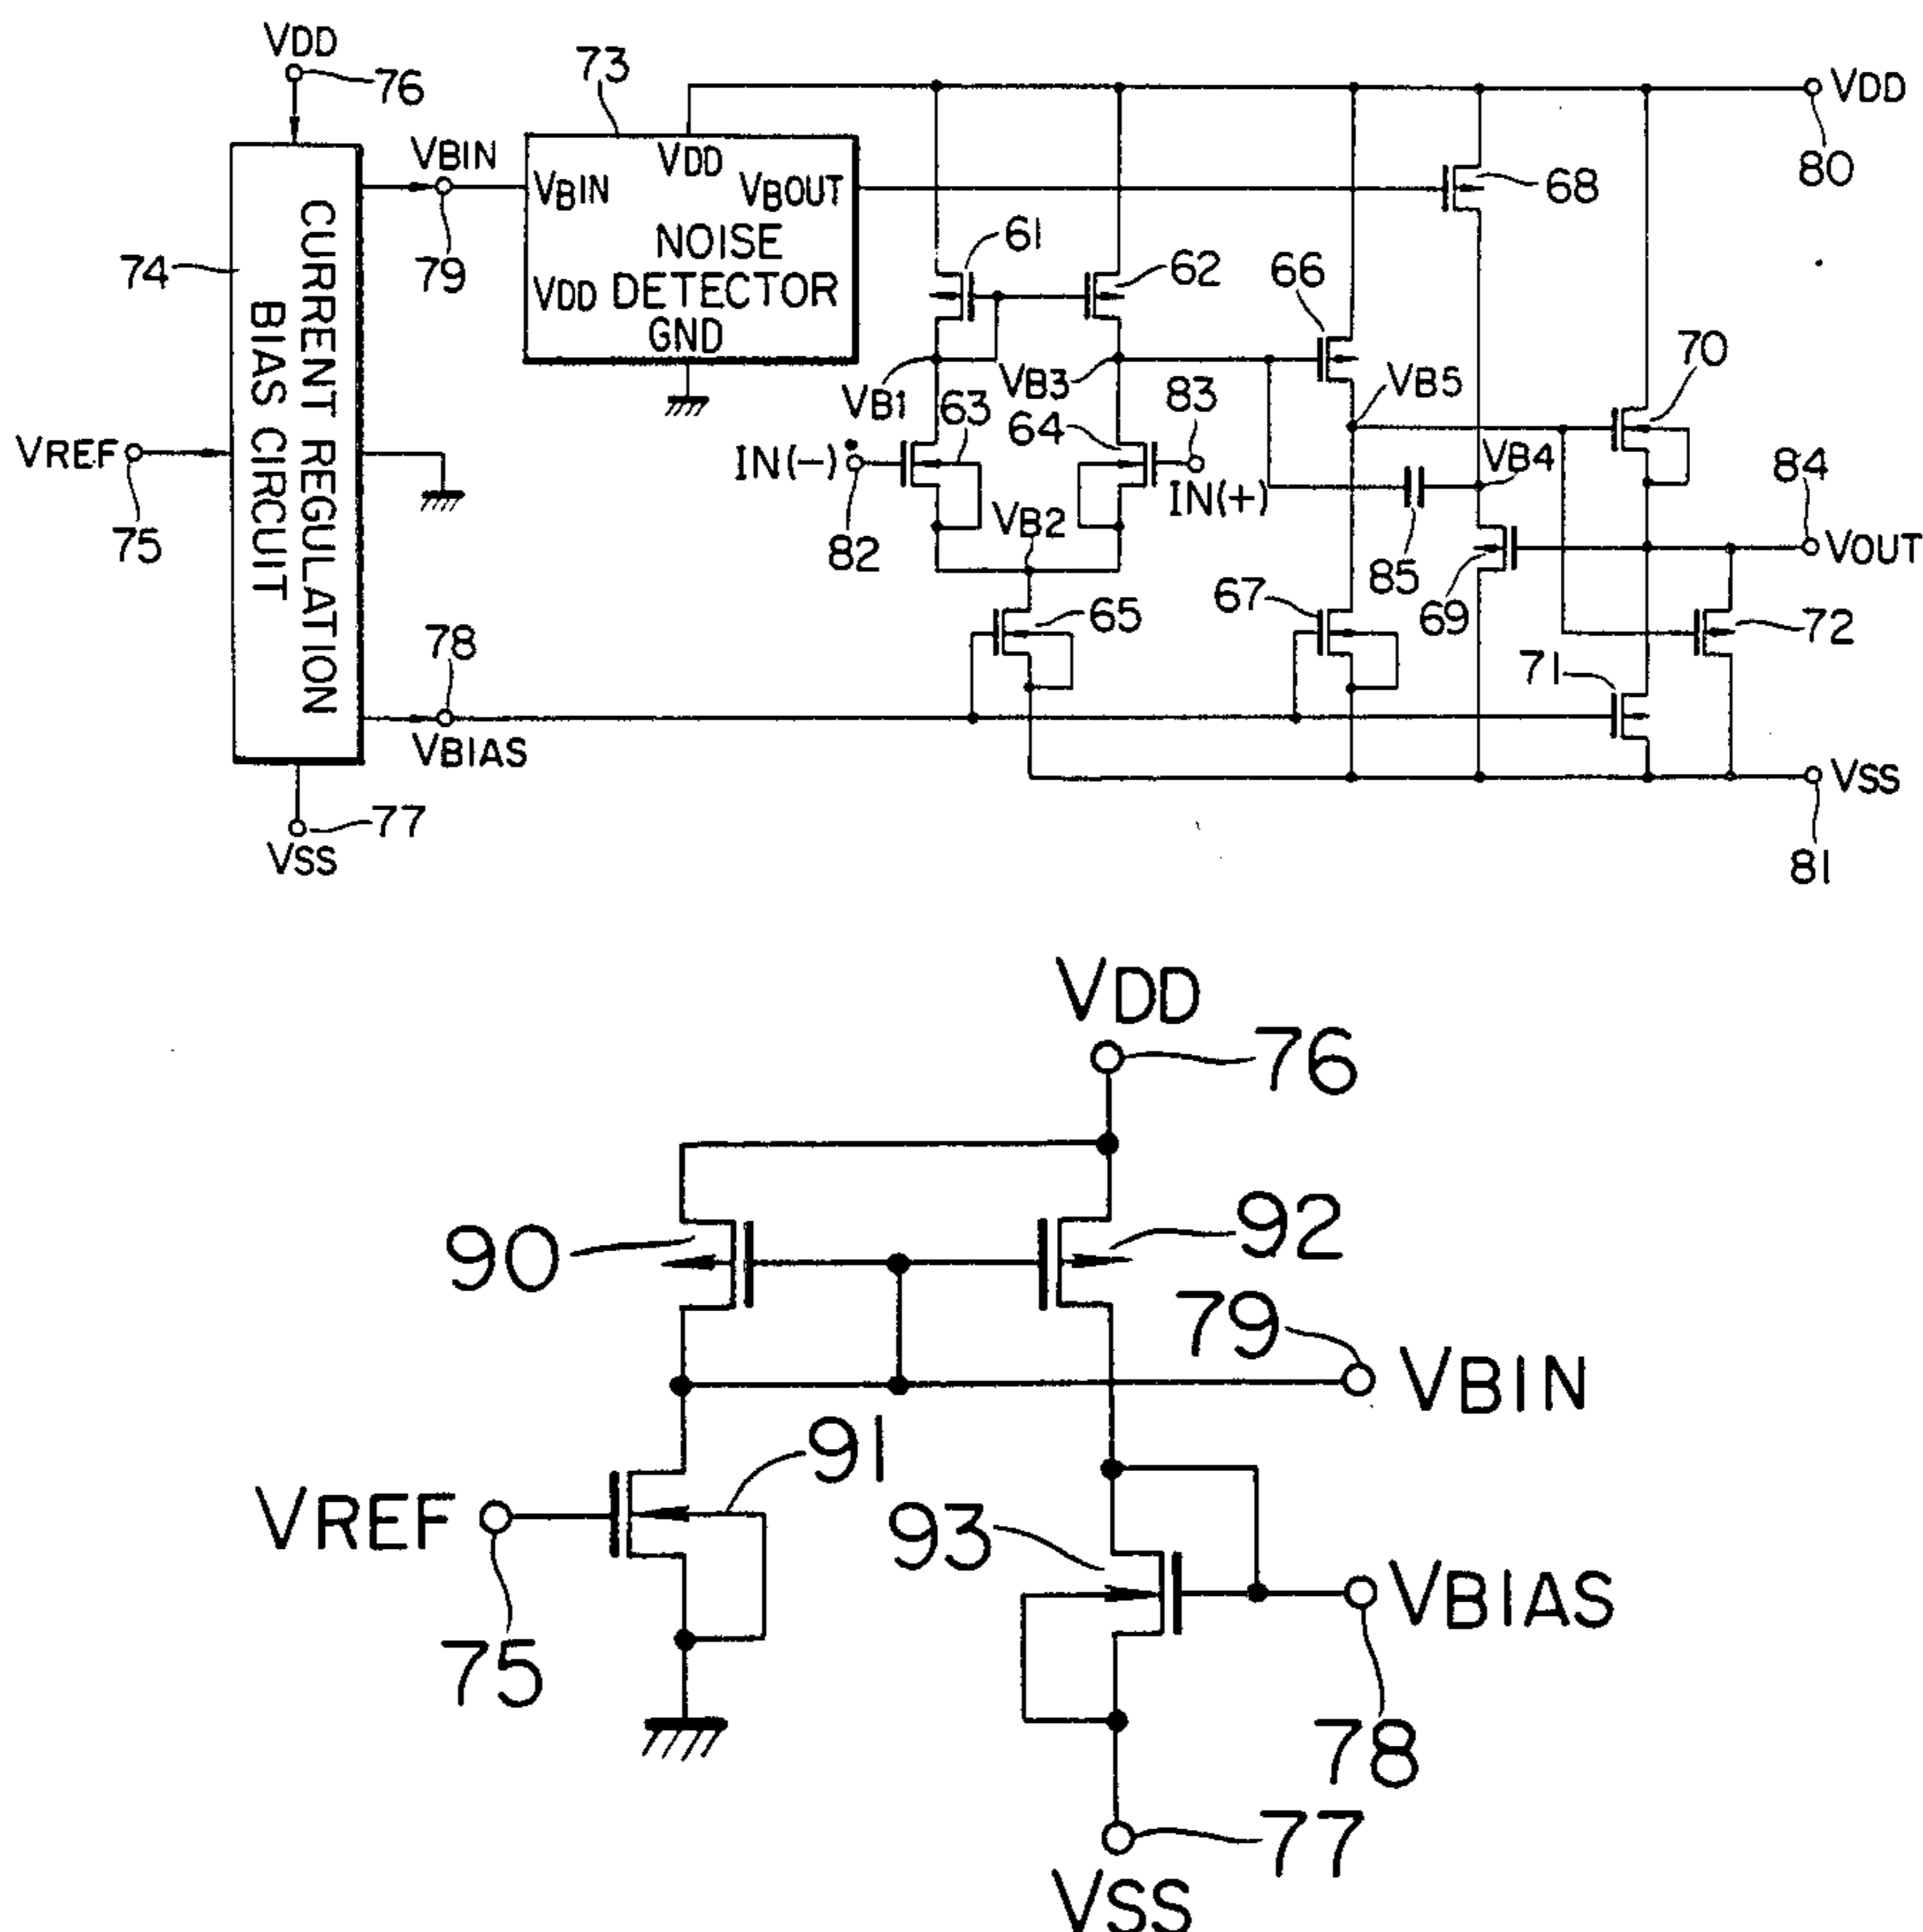 VDD
76
73
VDD
80
VBIN
79
VBIN
VDD
VBOUT
NOISE
VDD DETECTOR
GND
74
CURRENT REGULATION
BIAS CIRCUIT
VREF
75
68
61
62
66
70
VB1
63
VB3
64
83
VB5
IN(-)
82
VB2
IN(+)
VB4
84
VOUT
85
69
65
67
72
71
78
VBIAS
77
VSS
VSS
81
VDD
76
90
92
79
VBIN
91
VREF
75
93
VBIAS
78
77
VSS